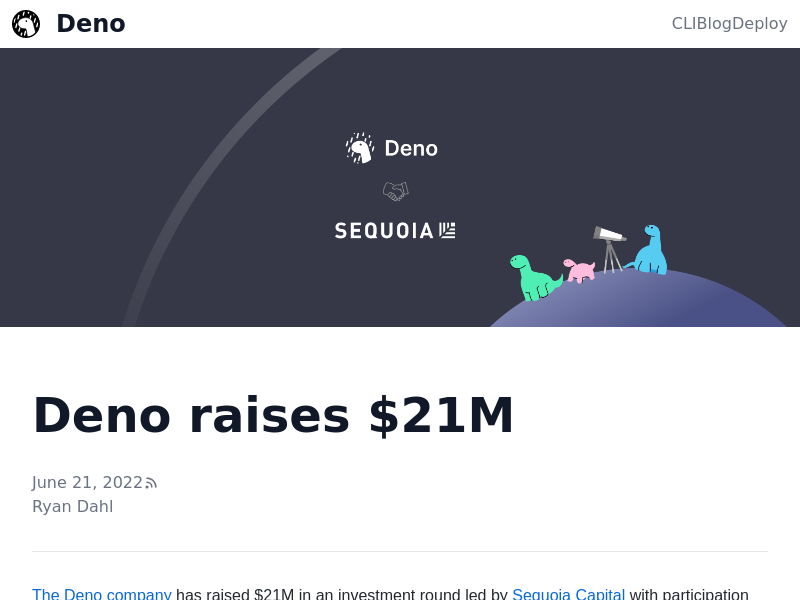 Deno
CLIBlogDeploy
Deno
SEQUOIA
Deno raises $21M
June 21, 2022
Ryan Dahl
The Deno company has raised $21M in an investment round led by Sequoia Capital with participation